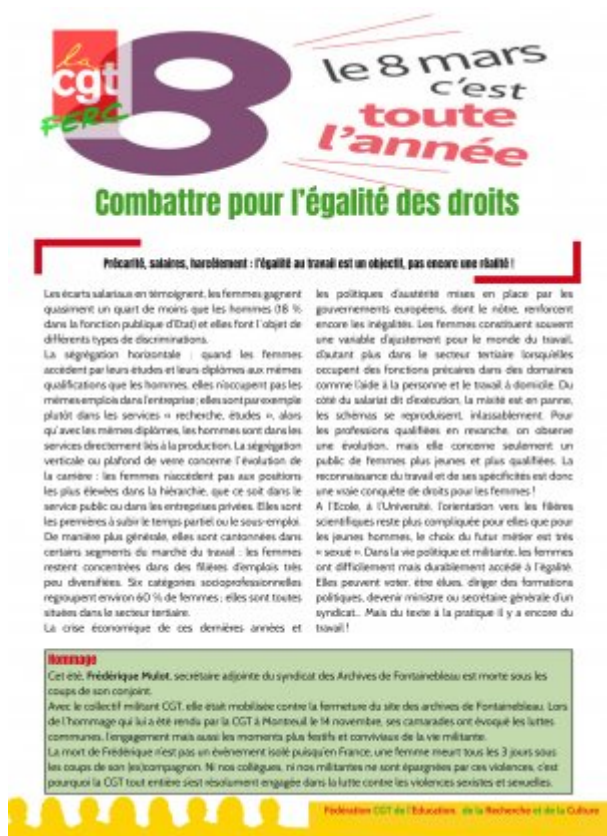 la
cgt
FERC
8
le 8 mars
c'est
toute
l'année
Combattre pour l'égalité des droits
Précarité, salaires, harcèlement : l'égalité au travail est un objectif, pas encore une réalité !
Les écarts salariaux en témoignent, les femmes gagnent
quasiment un quart de moins que les hommes (18 %
dans la fonction publique d'Etat) et elles font l'objet de
différents types de discriminations.
La ségrégation horizontale : quand les femmes
accèdent par leurs études et leurs diplômes aux mêmes
qualifications que les hommes, elles n'occupent pas les
mêmes emplois dans l'entreprise ; elles sont par exemple
plutôt dans les services « recherche, études », alors
qu'avec les mêmes diplômes, les hommes sont dans les
services directement liés à la production. La ségrégation
verticale ou plafond de verre concerne l'évolution de
la carrière : les femmes n'accèdent pas aux positions
les plus élevées dans la hiérarchie, que ce soit dans le
service public ou dans les entreprises privées. Elles sont
les premières à subir le temps partiel ou le sous-emploi.
De manière plus générale, elles sont cantonnées dans
certains segments du marché du travail : les femmes
restent concentrées dans des filières d'emplois très
peu diversifiées. Six catégories socioprofessionnelles
regroupent environ 60 % de femmes ; elles sont toutes
situées dans le secteur tertiaire.
La crise économique de ces dernières années et
les politiques d'austérité mises en place par les
gouvernements européens, dont le nôtre, renforcent
encore les inégalités. Les femmes constituent souvent
une variable d'ajustement pour le monde du travail,
d'autant plus dans le secteur tertiaire lorsqu'elles
occupent des fonctions précaires dans des domaines
comme l'aide à la personne et le travail à domicile. Du
côté du salariat dit d'exécution, la mixité est en panne,
les schémas se reproduisent, inlassablement. Pour
les professions qualifiées en revanche, on observe
une évolution, mais elle concerne seulement un
public de femmes plus jeunes et plus qualifiées. La
reconnaissance du travail et de ses spécificités est donc
une vraie conquête de droits pour les femmes !
A l'Ecole, à l'Université, l'orientation vers les filières
scientifiques reste plus compliquée pour elles que pour
les jeunes hommes, le choix du futur métier est très
« sexué ». Dans la vie politique et militante, les femmes
ont difficilement mais durablement accédé à l'égalité.
Elles peuvent voter, être élues, diriger des formations
politiques, devenir ministre ou secrétaire générale d'un
syndicat... Mais du texte à la pratique il y a encore du
travail !
Hommage
Cet été, Frédérique Mulot, secrétaire adjointe du syndicat des Archives de Fontainebleau est morte sous les
coups de son conjoint.
Avec le collectif militant CGT, elle était mobilisée contre la fermeture du site des archives de Fontainebleau. Lors
de l'hommage qui lui a été rendu par la CGT à Montreuil le 14 novembre, ses camarades ont évoqué les luttes
communes, l'engagement mais aussi les moments plus festifs et conviviaux de la vie militante.
La mort de Frédérique n'est pas un évènement isolé puisqu'en France, une femme meurt tous les 3 jours sous
les coups de son (ex)compagnon. Ni nos collègues, ni nos militantes ne sont épargnées par ces violences, c'est
pourquoi la CGT tout entière s'est résolument engagée dans la lutte contre les violences sexistes et sexuelles.
Fédération CGT de l'Education, de la Recherche et de la Culture